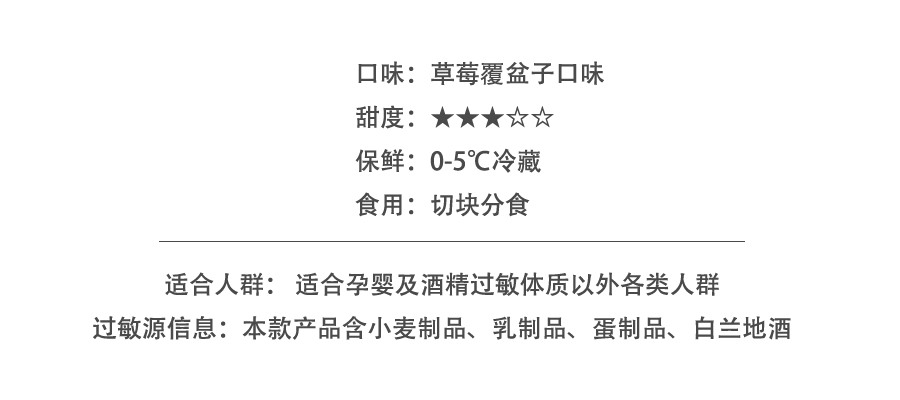 口味：草莓覆盆子口味
甜度：★★★☆☆
保鲜：0-5℃冷藏
食用：切块分食
适合人群： 适合孕婴及酒精过敏体质以外各类人群
过敏源信息：本款产品含小麦制品、乳制品、蛋制品、白兰地酒